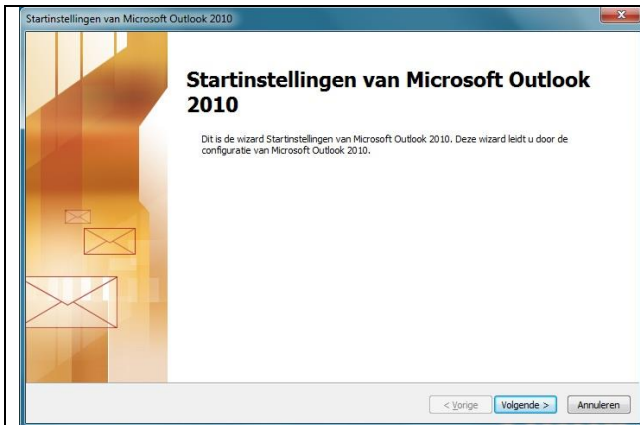 Startinstellingen van Microsoft Outlook 2010
Startinstellingen van Microsoft Outlook
2010
Dit is de wizard Startinstellingen van Microsoft Outlook 2010. Deze wizard leidt u door de
configuratie van Microsoft Outlook 2010.
< Vorige Volgende > Annuleren